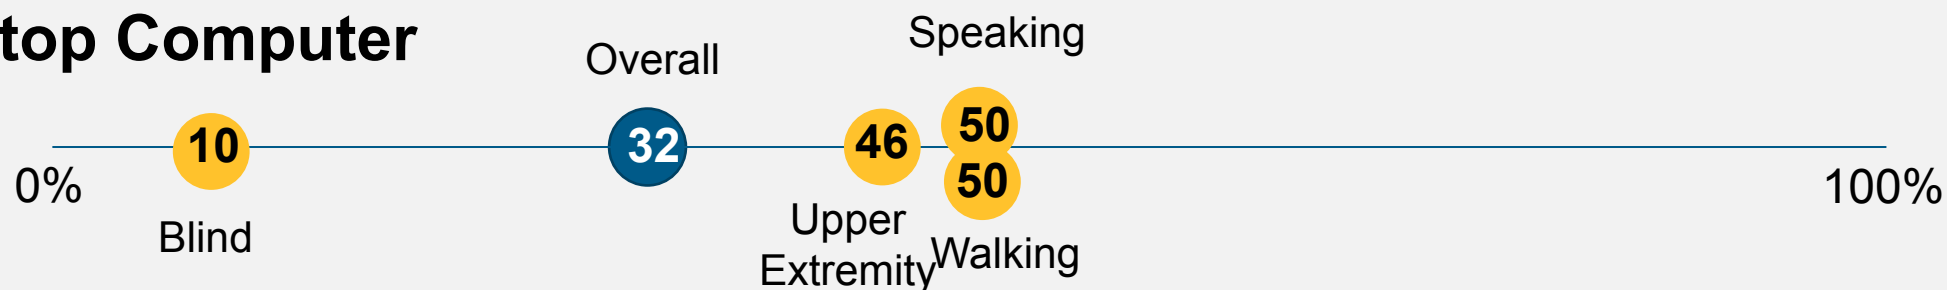 top Computer
Speaking
Overall
10
32
46
50
50
0%
100%
Blind
Upper
Extremity
Walking